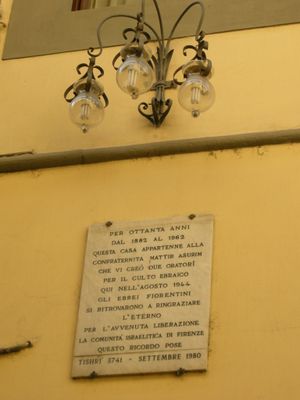 PER OTTANTA ANNI
DAL 1882 AL 1962
QUESTA CASA APPARTENNE ALLA
CONFRATERNITA MATTIR ASURIM
CHE VI CREÒ DUE ORATORÎ
PER IL CULTO EBRAICO
QUI NELL'AGOSTO 1944
GLI EBREI FIORENTINI
SI RITROVARONO A RINGRAZIARE
L'ETERNO
PER L'AVVENUTA LIBERAZIONE
LA COMUNITÀ ISRAELITICA DI FIRENZE
QUESTO RICORDO POSE
TISHRÌ 5741 - SETTEMBRE 1980